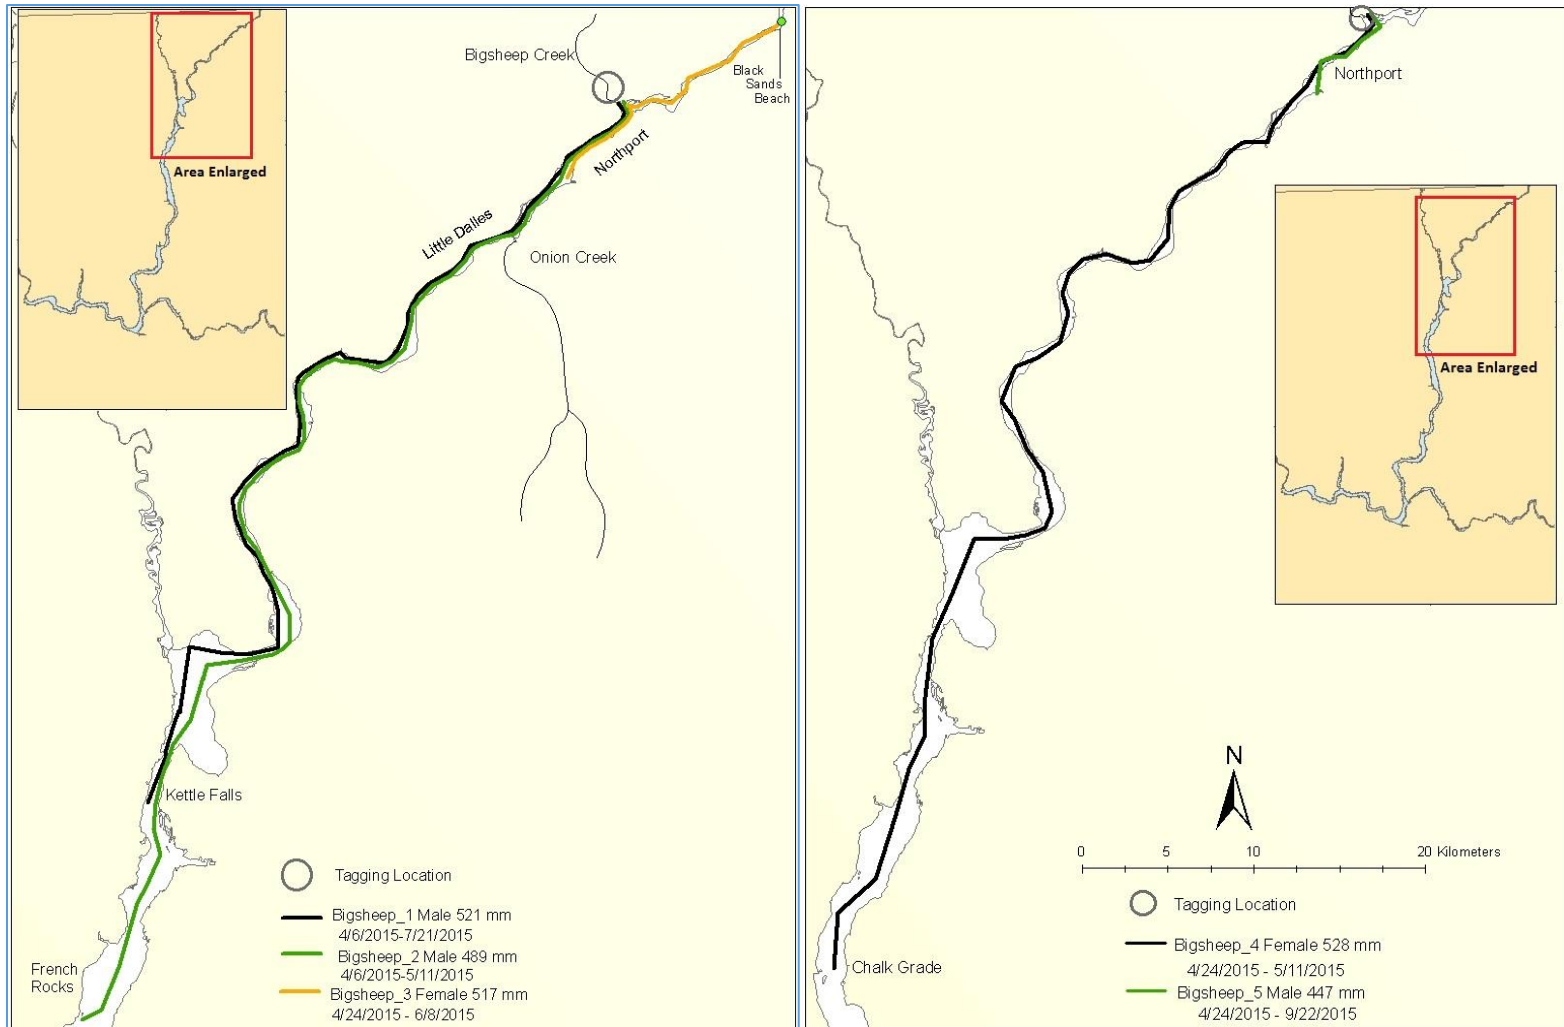 Area Enlarged
Bigsheep Creek
Black
Sands
Beach
Northport
Little Dalles
Onion Creek
Kettle Falls
French
Rocks
Tagging Location
Bigsheep_1 Male 521 mm
4/6/2015-7/21/2015
Bigsheep_2 Male 489 mm
4/6/2015-5/11/2015
Bigsheep_3 Female 517 mm
4/24/2015 - 6/8/2015
Northport
Area Enlarged
N
0 5 10 20 Kilometers
Tagging Location
Chalk Grade
Bigsheep_4 Female 528 mm
4/24/2015 - 5/11/2015
Bigsheep_5 Male 447 mm
4/24/2015 - 9/22/2015